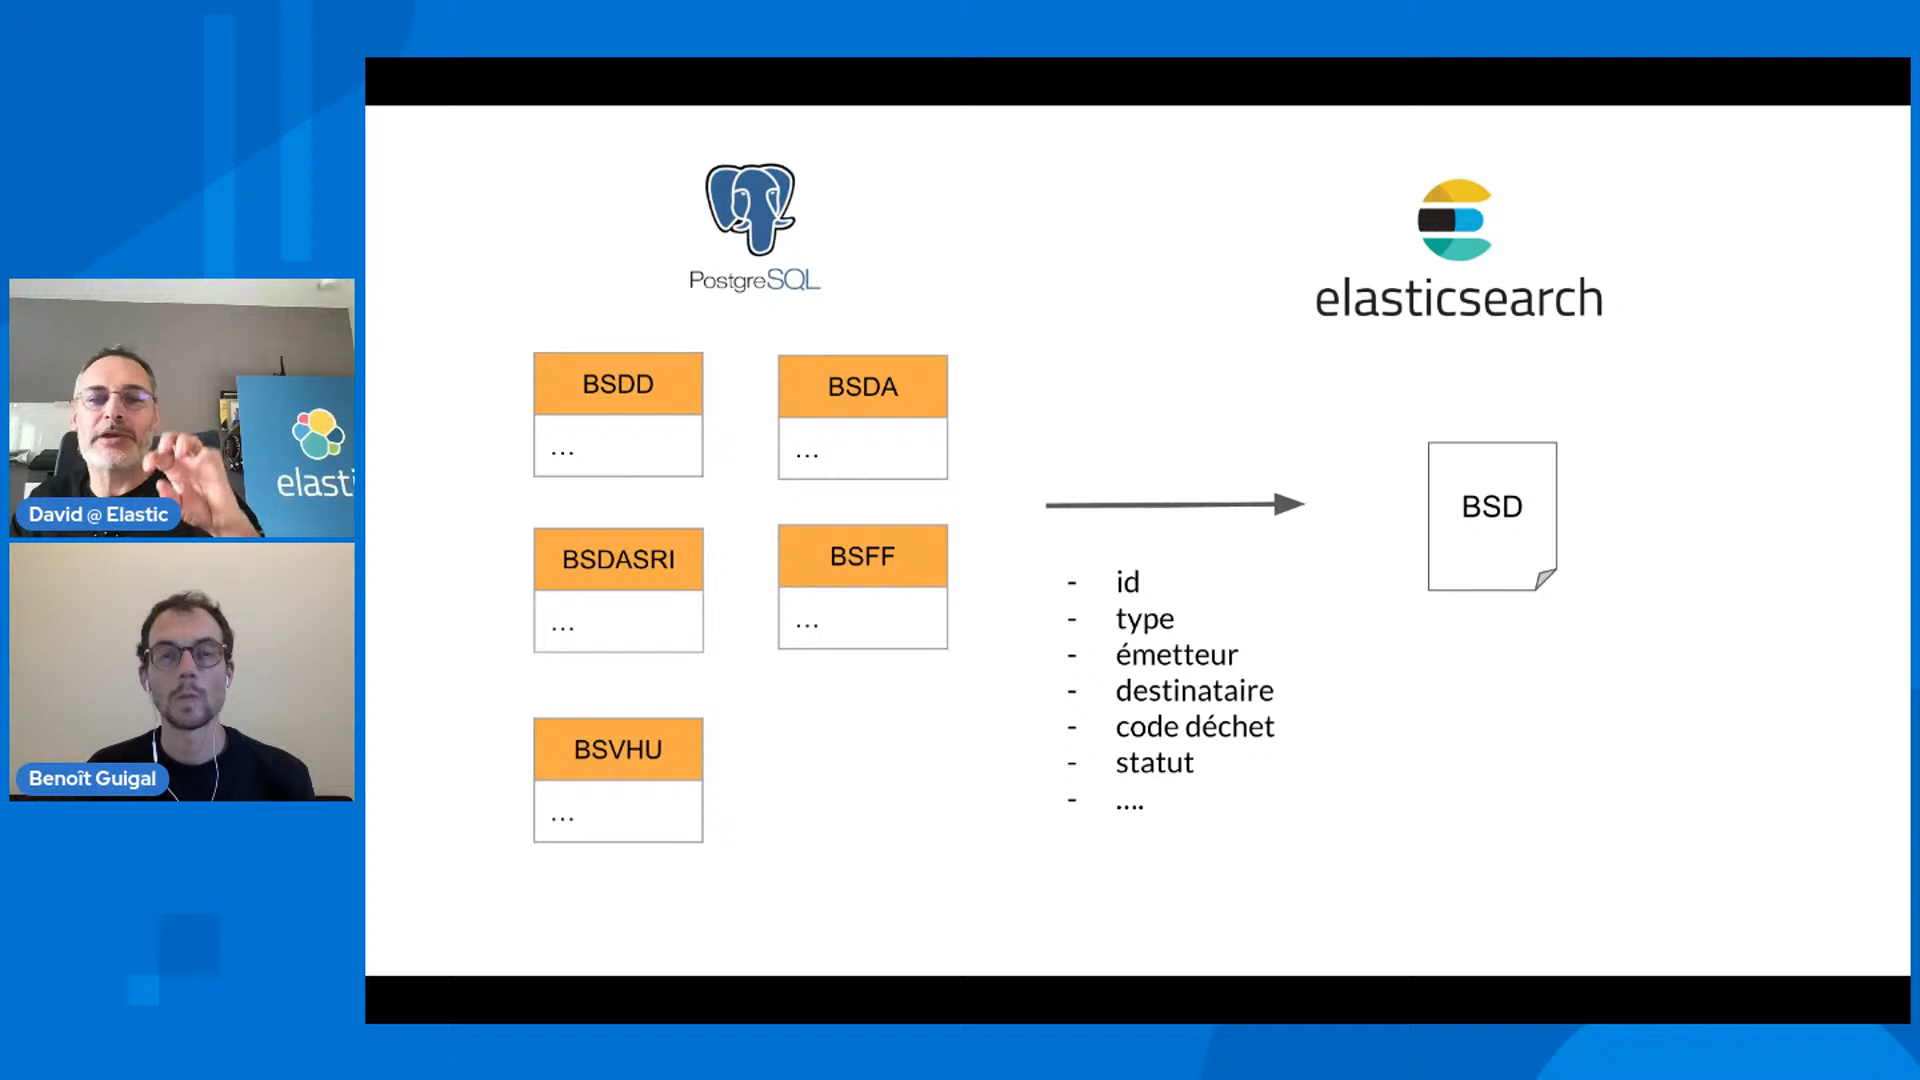 PostgreSQL
elasticsearch
BSDD
...
BSDA
...
BSDASRI
...
BSFF
...
BSVHU
...
- id
- type
- émetteur
- destinataire
- code déchet
- statut
- ....
BSD
elasti
David @ Elastic
Benoît Guigal